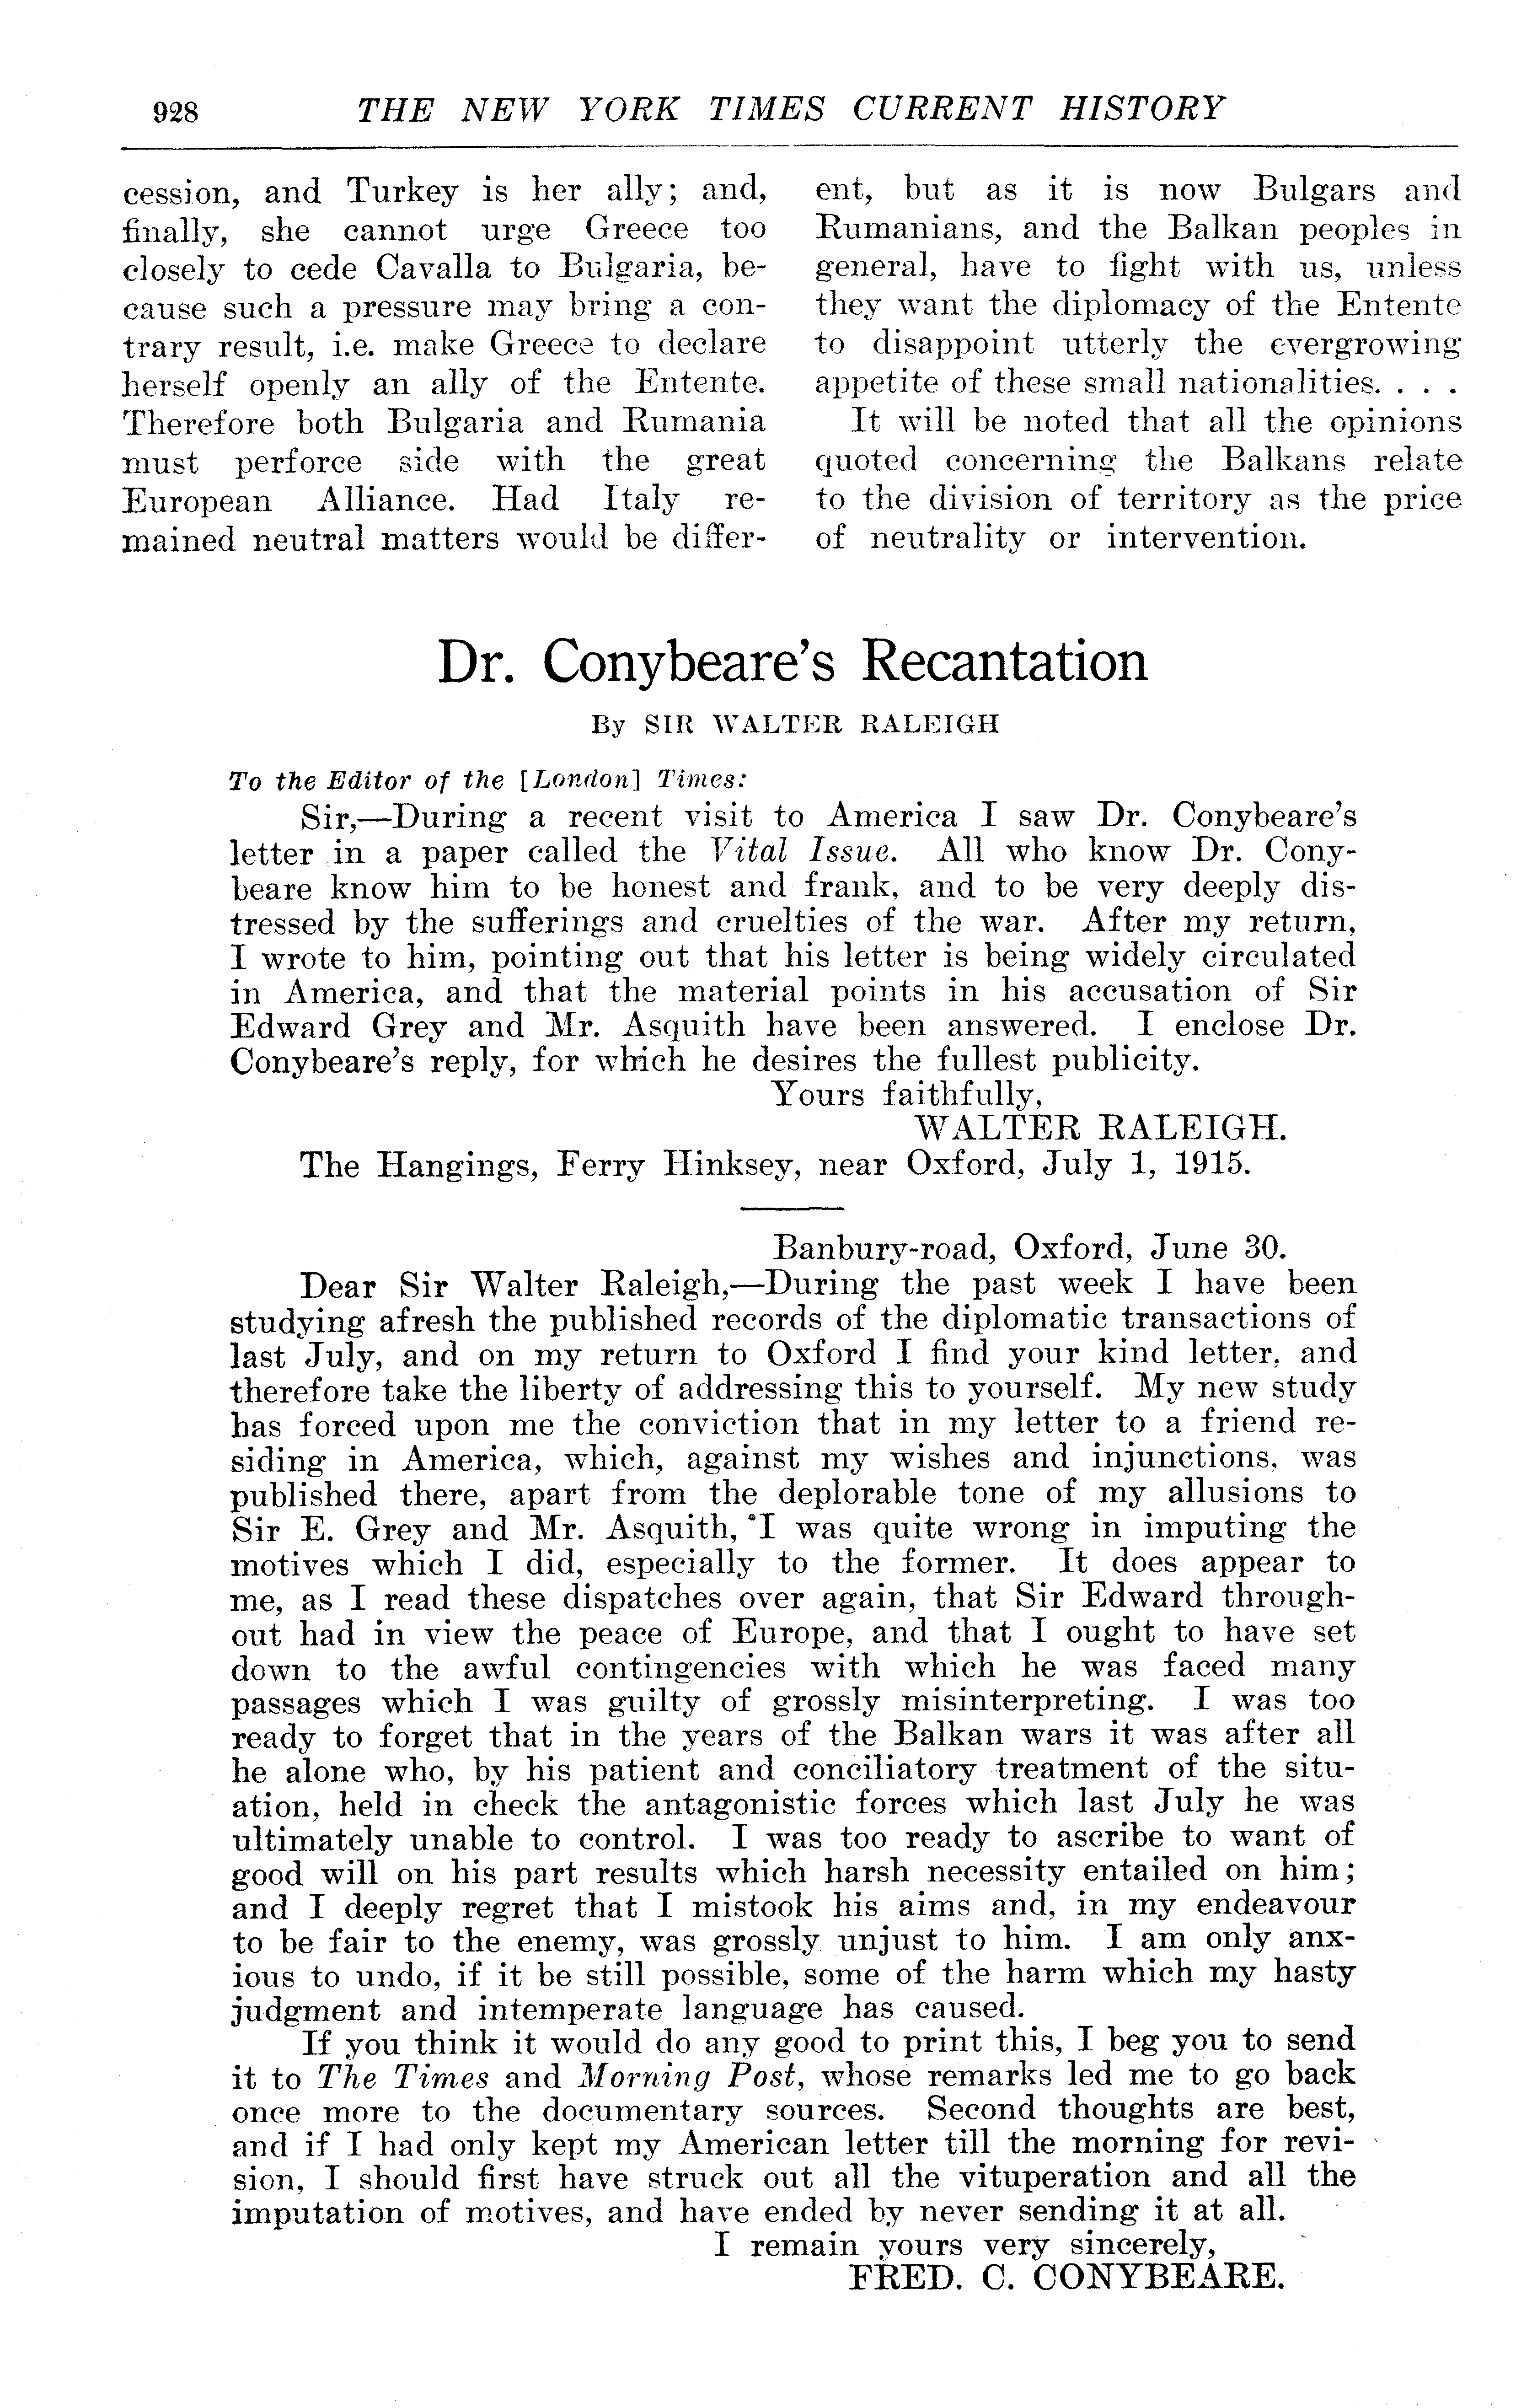 928 THE NEW YORK TIMES CURRENT HISTORY
cession, and Turkey is her ally; and,
finally, she cannot urge Greece too
closely to cede Cavalla to Bulgaria, be-
cause such a pressure may bring a con-
trary result, i.e. make Greece to declare
herself openly an ally of the Entente.
Therefore both Bulgaria and Rumania
must perforce side with the great
European Alliance. Had Italy re-
mained neutral matters would be differ-
ent, but as it is now Bulgars and
Rumanians, and the Balkan peoples in
general, have to fight with us, unless
they want the diplomacy of the Entente
to disappoint utterly the evergrowing
appetite of these small nationalities. . . .
It will be noted that all the opinions
quoted concerning the Balkans relate
to the division of territory as the price
of neutrality or intervention.
Dr. Conybeare's Recantation
By SIR WALTER RALEIGH
To the Editor of the [London] Times:
Sir,—During a recent visit to America I saw Dr. Conybeare's
letter in a paper called the Vital Issue. All who know Dr. Cony-
beare know him to be honest and frank, and to be very deeply dis-
tressed by the sufferings and cruelties of the war. After my return,
I wrote to him, pointing out that his letter is being widely circulated
in America, and that the material points in his accusation of Sir
Edward Grey and Mr. Asquith have been answered. I enclose Dr.
Conybeare's reply, for which he desires the fullest publicity.
Yours faithfully,
WALTER RALEIGH.
The Hangings, Ferry Hinksey, near Oxford, July 1, 1915.
Banbury-road, Oxford, June 30.
Dear Sir Walter Raleigh,—During the past week I have been
studying afresh the published records of the diplomatic transactions of
last July, and on my return to Oxford I find your kind letter, and
therefore take the liberty of addressing this to yourself. My new study
has forced upon me the conviction that in my letter to a friend re-
siding in America, which, against my wishes and injunctions, was
published there, apart from the deplorable tone of my allusions to
Sir E. Grey and Mr. Asquith, I was quite wrong in imputing the
motives which I did, especially to the former. It does appear to
me, as I read these dispatches over again, that Sir Edward through-
out had in view the peace of Europe, and that I ought to have set
down to the awful contingencies with which he was faced many
passages which I was guilty of grossly misinterpreting. I was too
ready to forget that in the years of the Balkan wars it was after all
he alone who, by his patient and conciliatory treatment of the situ-
ation, held in check the antagonistic forces which last July he was
ultimately unable to control. I was too ready to ascribe to want of
good will on his part results which harsh necessity entailed on him;
and I deeply regret that I mistook his aims and, in my endeavour
to be fair to the enemy, was grossly unjust to him. I am only anx-
ious to undo, if it be still possible, some of the harm which my hasty
judgment and intemperate language has caused.
If you think it would do any good to print this, I beg you to send
it to The Times and Morning Post, whose remarks led me to go back
once more to the documentary sources. Second thoughts are best,
and if I had only kept my American letter till the morning for revi-
sion, I should first have struck out all the vituperation and all the
imputation of motives, and have ended by never sending it at all.
I remain yours very sincerely,
FRED. C. CONYBEARE.